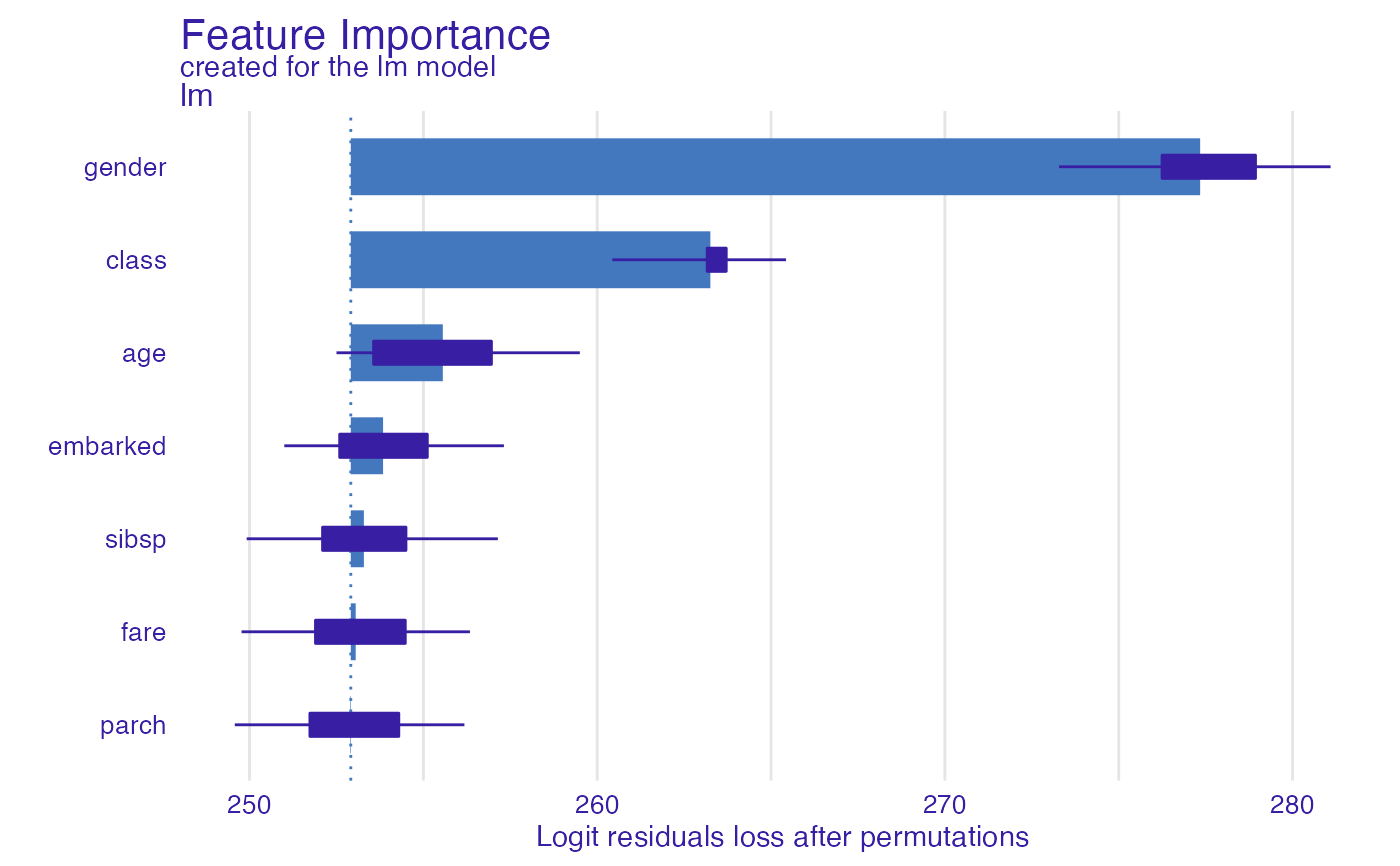 Feature Importance
created for the lm model
lm
gender
class
age
embarked
sibsp
fare
parch
250 260 270 280
Logit residuals loss after permutations